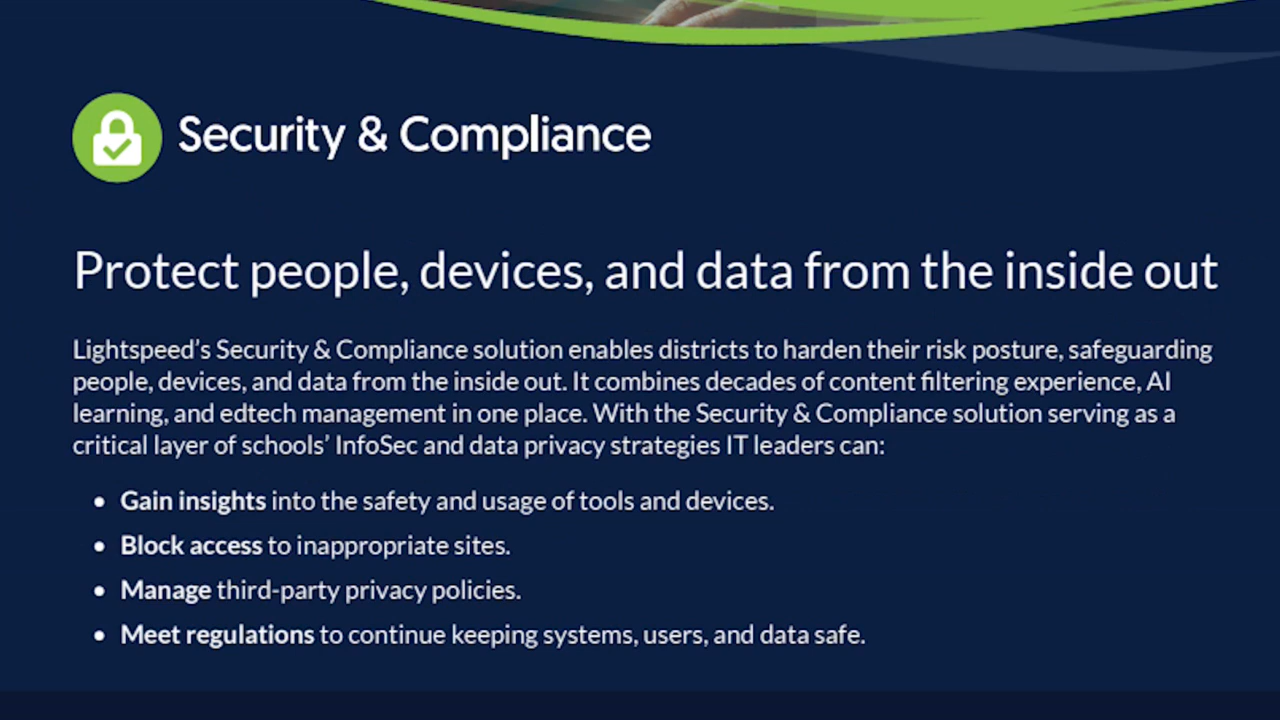 Security & Compliance
Protect people, devices, and data from the inside out
Lightspeed’s Security & Compliance solution enables districts to harden their risk posture, safeguarding
people, devices, and data from the inside out. It combines decades of content filtering experience, AI
learning, and edtech management in one place. With the Security & Compliance solution serving as a
critical layer of schools’ InfoSec and data privacy strategies IT leaders can:
• Gain insights into the safety and usage of tools and devices.
• Block access to inappropriate sites.
• Manage third-party privacy policies.
• Meet regulations to continue keeping systems, users, and data safe.